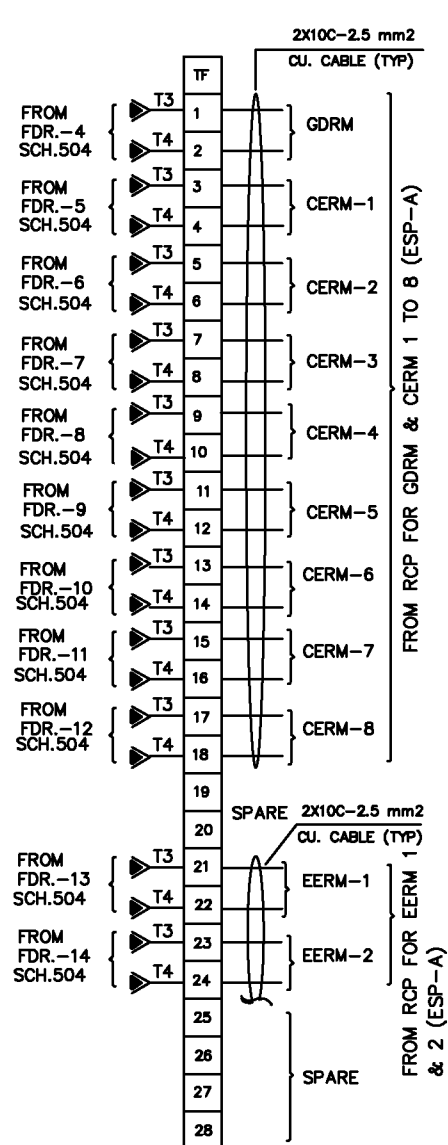 2X10C-2.5 mm2
CU. CABLE (TYP)
TF
FROM
FDR.-4
SCH.504
T3
1
T4
2
GDRM
FROM
FDR.-5
SCH.504
T3
3
T4
4
CERM-1
FROM
FDR.-6
SCH.504
T3
5
T4
6
CERM-2
FROM
FDR.-7
SCH.504
T3
7
T4
8
CERM-3
FROM
FDR.-8
SCH.504
T3
9
T4
10
CERM-4
FROM
FDR.-9
SCH.504
T3
11
T4
12
CERM-5
FROM
FDR.-10
SCH.504
T3
13
T4
14
CERM-6
FROM
FDR.-11
SCH.504
T3
15
T4
16
CERM-7
FROM
FDR.-12
SCH.504
T3
17
T4
18
CERM-8
FROM RCP FOR GDRM & CERM 1 TO 8 (ESP-A)
19
20
SPARE
2X10C-2.5 mm2
CU. CABLE (TYP)
FROM
FDR.-13
SCH.504
T3
21
T4
22
EERM-1
FROM
FDR.-14
SCH.504
T3
23
T4
24
EERM-2
FROM RCP FOR EERM 1
& 2 (ESP-A)
25
26
27
28
SPARE